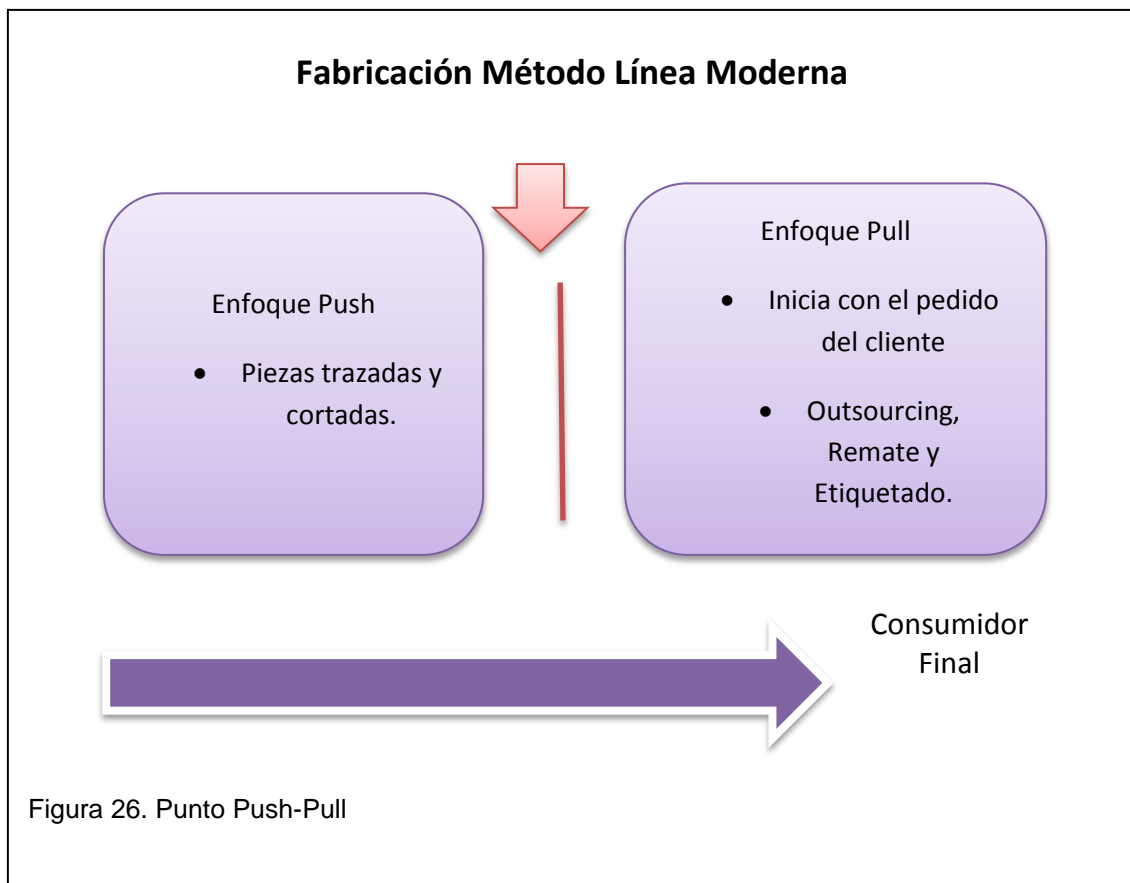 Fabricación Método Línea Moderna
Enfoque Push
• Piezas trazadas y
cortadas.
Enfoque Pull
• Inicia con el pedido
del cliente
• Outsourcing,
Remate y
Etiquetado.
Consumidor
Final
Figura 26. Punto Push-Pull